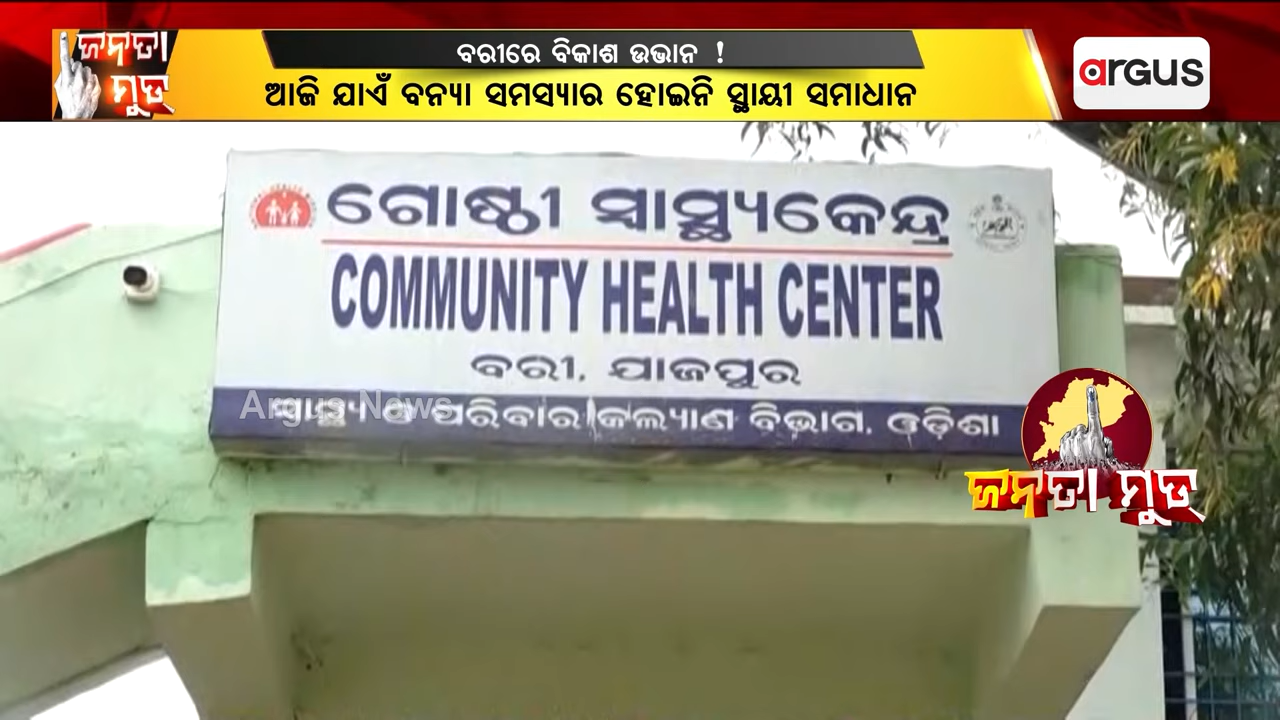 ଜନତା ମୁଡ୍
ବରୀରେ ବିକାଶ ଉଭାନ !
ଆଜି ଯାଏଁ ବନ୍ୟା ସମସ୍ୟାର ହୋଇନି ସ୍ଥାୟୀ ସମାଧାନ
argus
ଗୋଷ୍ଠୀ ସ୍ୱାସ୍ଥ୍ୟକେନ୍ଦ୍ର
COMMUNITY HEALTH CENTER
ବରୀ, ଯାଜପୁର
Argus News
ସ୍ୱାସ୍ଥ୍ୟ ଓ ପରିବାର କଲ୍ୟାଣ ବିଭାଗ, ଓଡ଼ିଶା
ଜନତା ମୁଡ୍